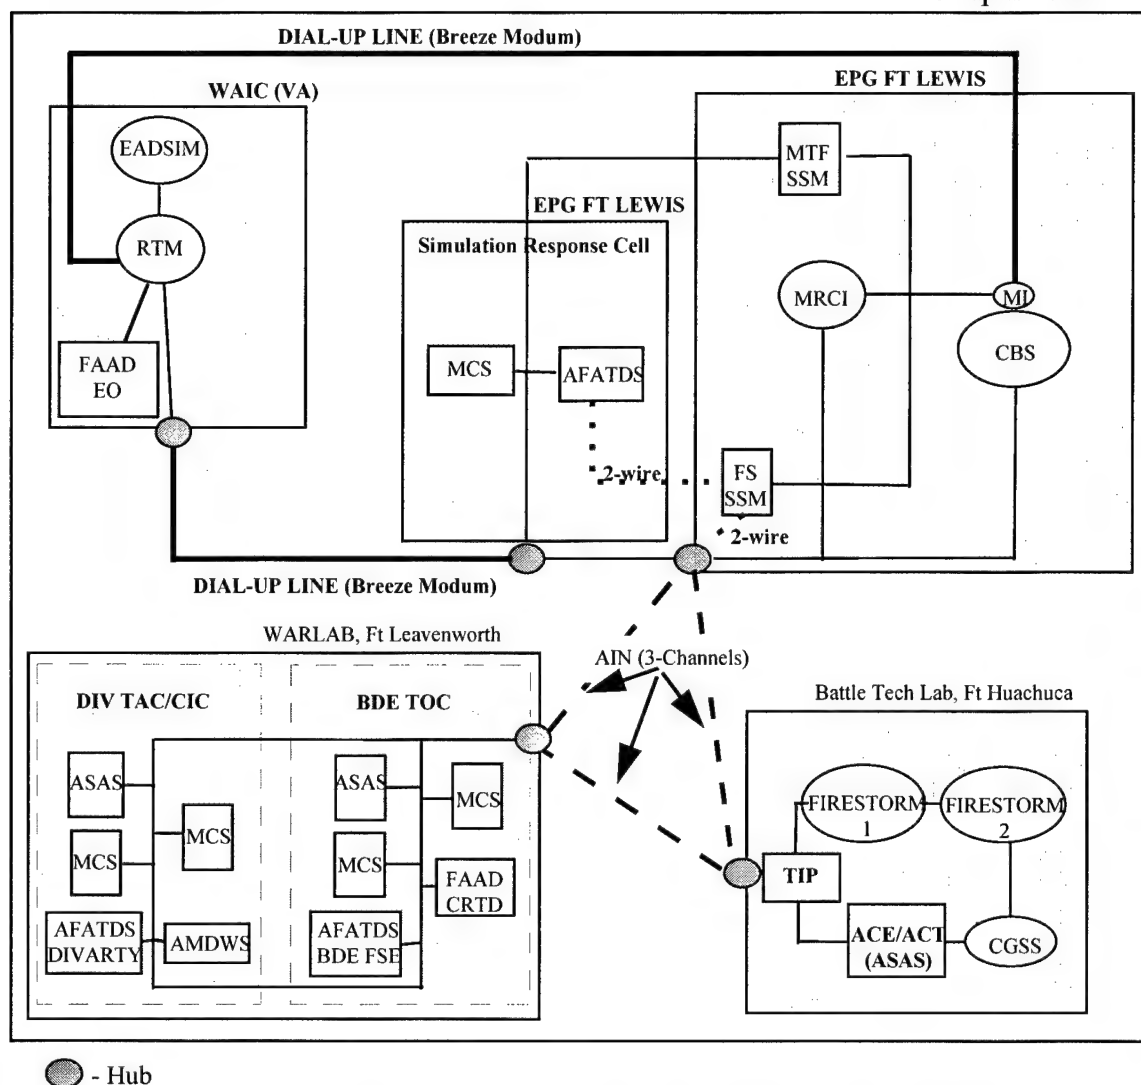 DIAL-UP LINE (Breeze Modum)
WAIC (VA)
EPG FT LEWIS
EADSIM
RTM
FAAD
EO
EPG FT LEWIS
Simulation Response Cell
MCS
AFATDS
2-wire
MTF
SSM
MRCI
MI
CBS
FS
SSM
2-wire
DIAL-UP LINE (Breeze Modum)
WARLAB, Ft Leavenworth
AIN (3-Channels)
Battle Tech Lab, Ft Huachuca
DIV TAC/CIC
BDE TOC
ASAS
MCS
MCS
AFATDS
DIVARTY
AMDWS
ASAS
MCS
MCS
FAAD
CRTD
AFATDS
BDE FSE
FIRESTORM
1
FIRESTORM
2
TIP
ACE/ACT
(ASAS)
CGSS
- Hub